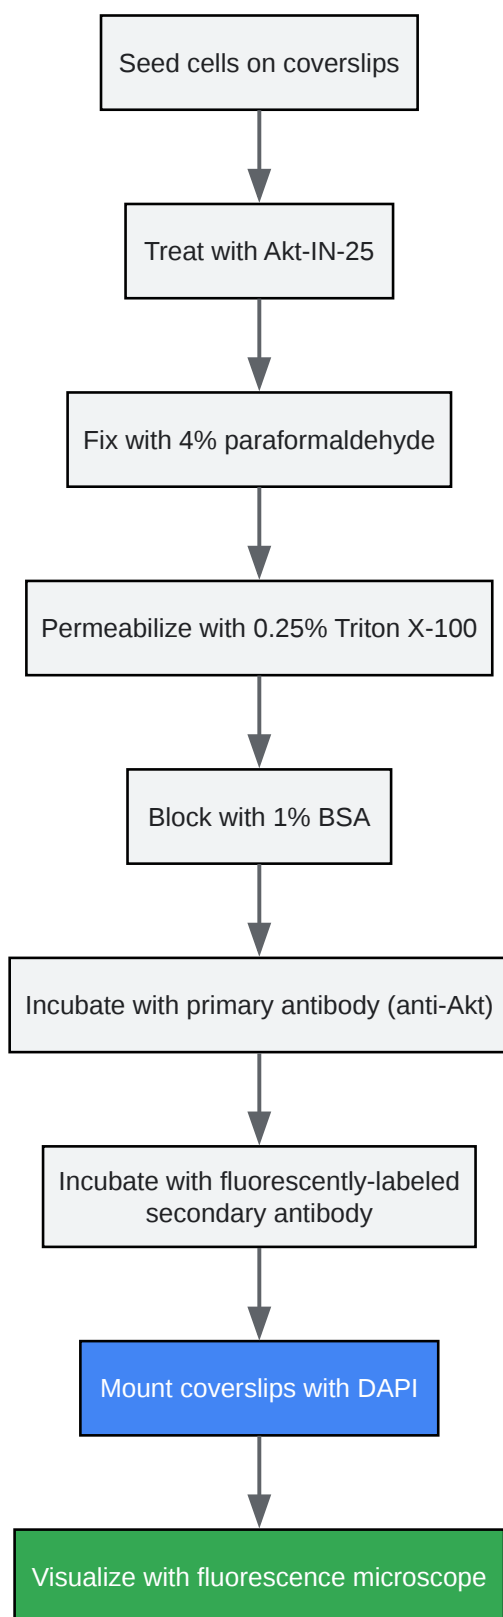 Seed cells on coverslips
Treat with Akt-IN-25
Fix with 4% paraformaldehyde
Permeabilize with 0.25% Triton X-100
Block with 1% BSA
Incubate with primary antibody (anti-Akt)
Incubate with fluorescently-labeled
secondary antibody
Mount coverslips with DAPI
Visualize with fluorescence microscope